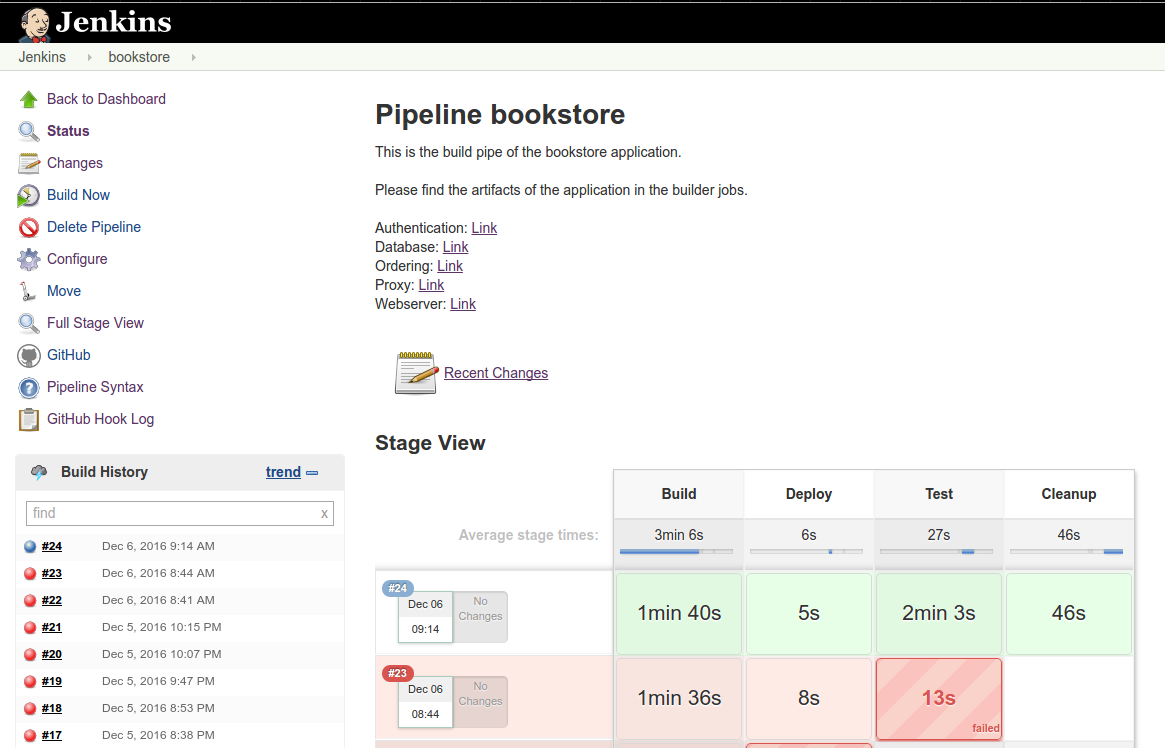 Jenkins
Jenkins bookstore
Back to Dashboard
Status
Changes
Build Now
Delete Pipeline
Configure
Move
Full Stage View
GitHub
Pipeline Syntax
GitHub Hook Log
Build History trend
find x
#24 Dec 6, 2016 9:14 AM
#23 Dec 6, 2016 8:44 AM
#22 Dec 6, 2016 8:41 AM
#21 Dec 5, 2016 10:15 PM
#20 Dec 5, 2016 10:07 PM
#19 Dec 5, 2016 9:47 PM
#18 Dec 5, 2016 8:53 PM
#17 Dec 5, 2016 8:38 PM
Pipeline bookstore
This is the build pipe of the bookstore application.
Please find the artifacts of the application in the builder jobs.
Authentication: Link
Database: Link
Ordering: Link
Proxy: Link
Webserver: Link
Recent Changes
Stage View
Build Deploy Test Cleanup
Average stage times: 3min 6s 6s 27s 46s
#24
Dec 06
09:14
No
Changes
1min 40s 5s 2min 3s 46s
#23
Dec 06
08:44
No
Changes
1min 36s 8s 13s
failed